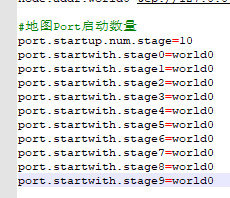 #地图Port启动数量
port.startup.num.stage=10
port.startwith.stage0=world0
port.startwith.stage1=world0
port.startwith.stage2=world0
port.startwith.stage3=world0
port.startwith.stage4=world0
port.startwith.stage5=world0
port.startwith.stage6=world0
port.startwith.stage7=world0
port.startwith.stage8=world0
port.startwith.stage9=world0